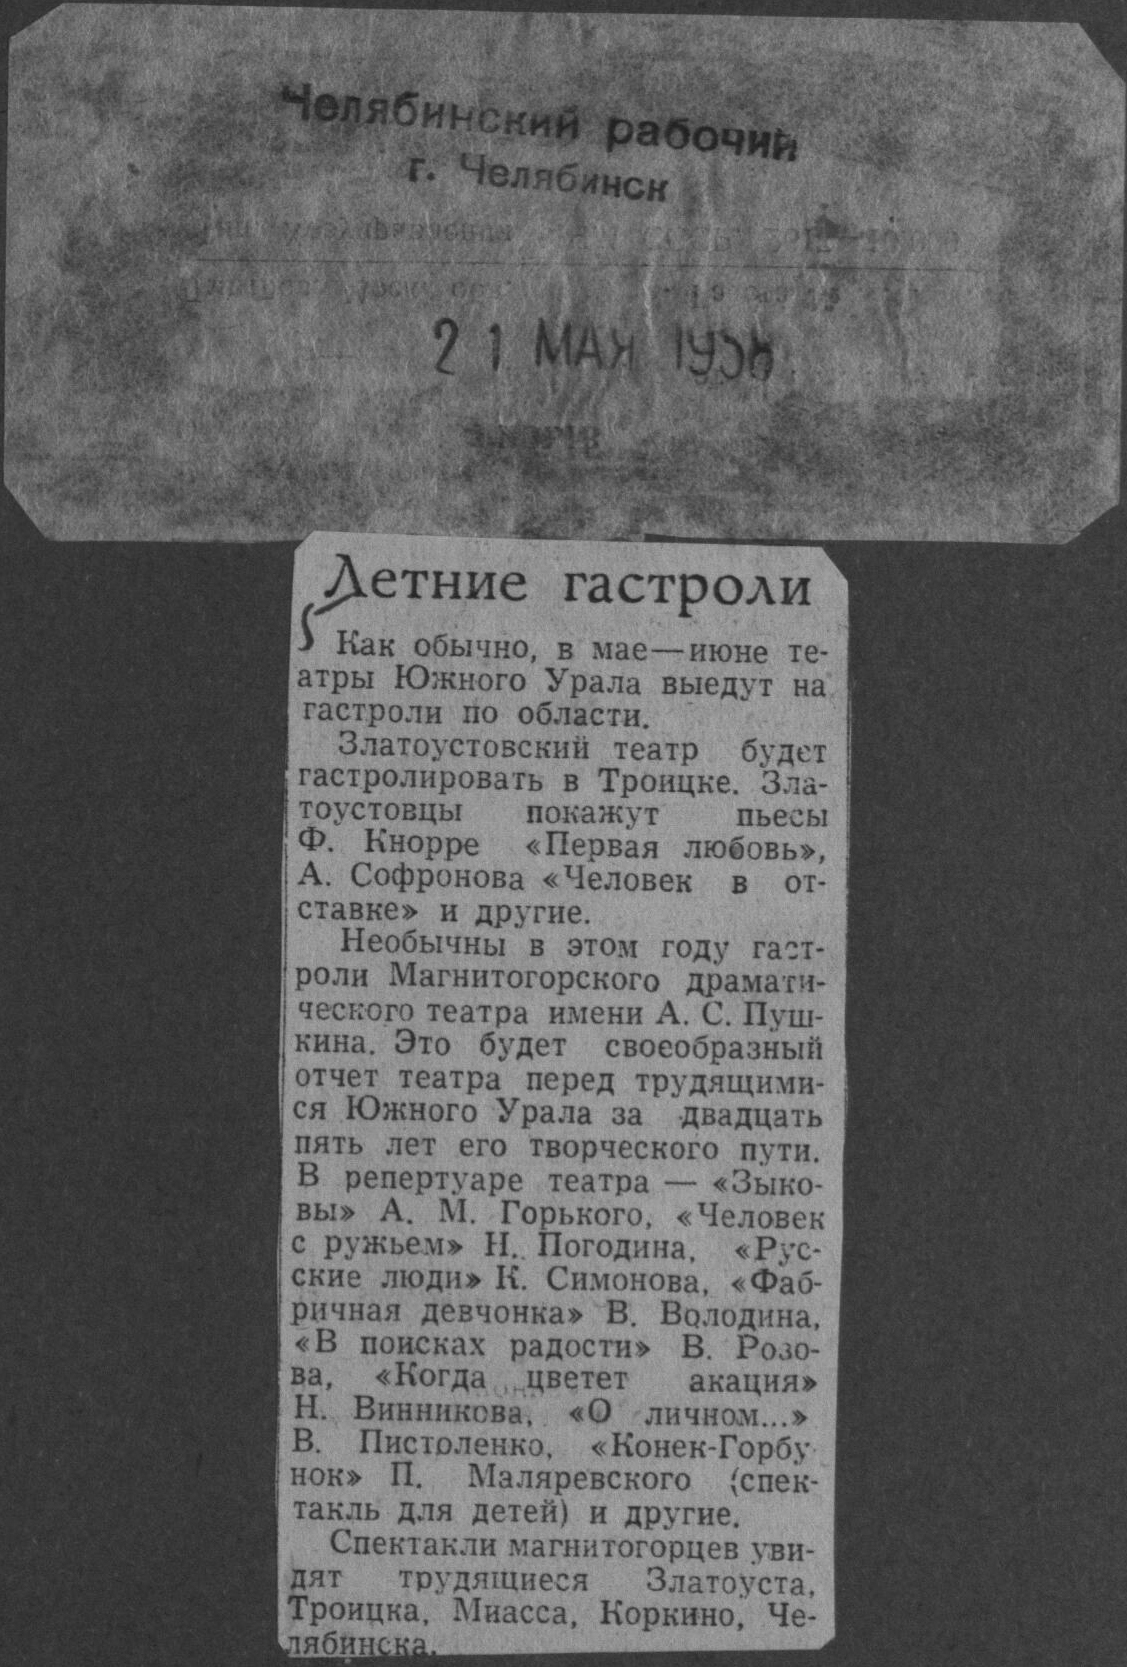 Челябинский рабочий
г. Челябинск
21 МАЯ 1958
Летние гастроли
Как обычно, в мае—июне те-
атры Южного Урала выедут на
гастроли по области.
Златоустовский театр будет
гастролировать в Троицке. Зла-
тоустовцы покажут пьесы
Ф. Кнорре «Первая любовь»,
А. Софронова «Человек в от-
ставке» и другие.
Необычны в этом году гаст-
роли Магнитогорского драмати-
ческого театра имени А. С. Пуш-
кина. Это будет своеобразный
отчет театра перед трудящими-
ся Южного Урала за двадцать
пять лет его творческого пути.
В репертуаре театра — «Зыко-
вы» А. М. Горького, «Человек
с ружьем» Н. Погодина, «Рус-
ские люди» К. Симонова, «Фаб-
ричная девчонка» В. Володина,
«В поисках радости» В. Розо-
ва, «Когда цветет акация»
Н. Винникова, «О личном...»
В. Пистоленко, «Конек-Горбу
нок» П. Маляревского (спек-
такль для детей) и другие.
Спектакли магнитогорцев уви-
дят трудящиеся Златоуста,
Троицка, Миасса, Коркино, Че-
лябинска.